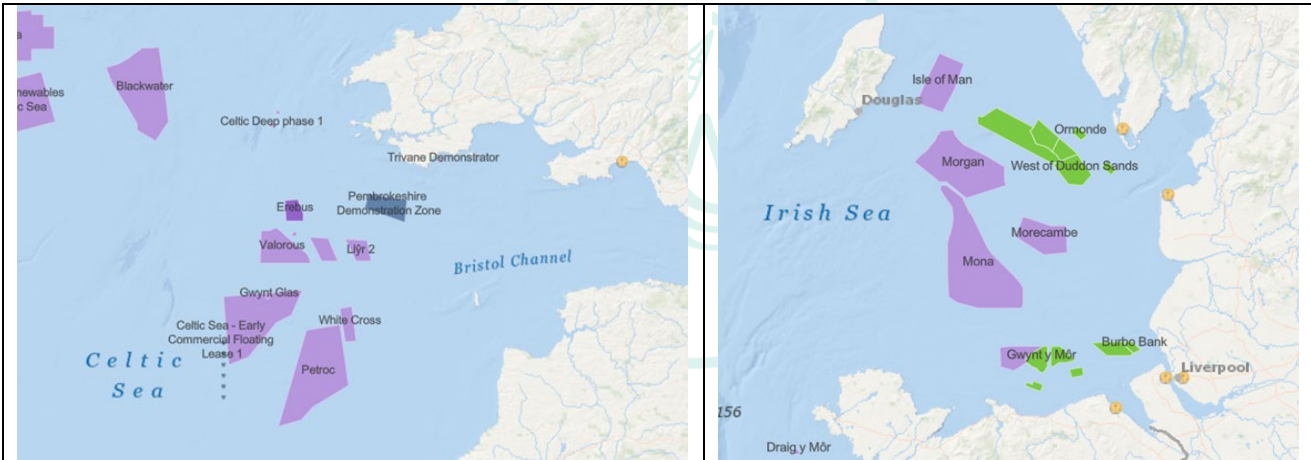 a
Blackwater
newables
c Sea
Celtic Deep phase 1
Trivane Demonstrator
Pembrokeshire
Demonstration Zone
Erebus
Valorous
Llŷr 2
Bristol Channel
Gwynt Glas
White Cross
Celtic Sea - Early
Commercial Floating
Lease 1
Celtic
Sea
Petroc
Isle of Man
Douglas
Ormonde
Morgan
West of Duddon Sands
Irish Sea
Morecambe
Mona
Gwynt y Môr
Burbo Bank
Liverpool
156
Draig y Môr